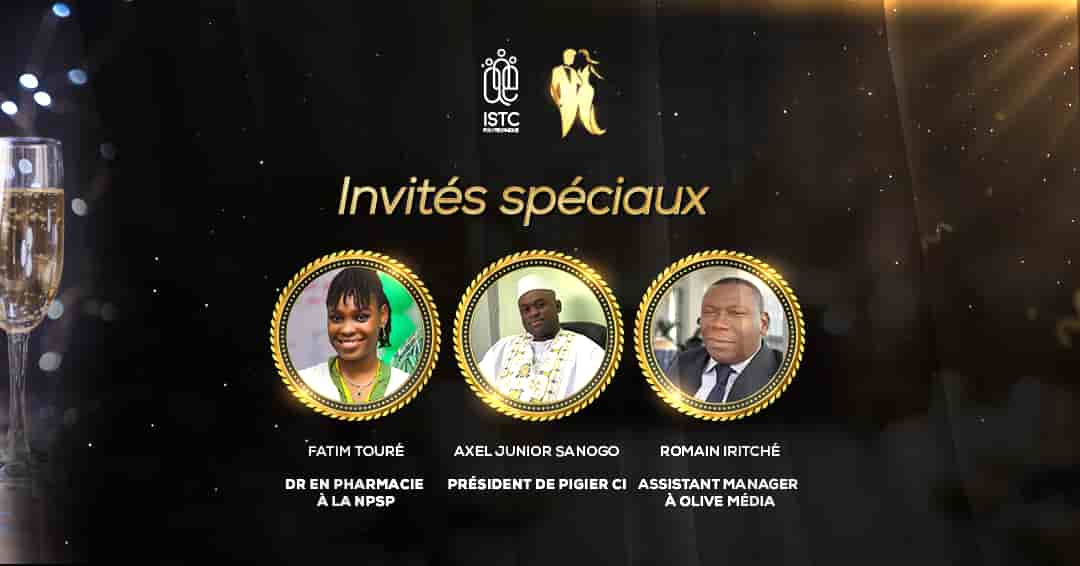 ISTC
POLYTECHNIQUE
Invités spéciaux
FATIM TOURÉ
DR EN PHARMACIE
À LA NPSP
AXEL JUNIOR SANOGO
PRÉSIDENT DE PIGIER CI
ROMAIN IRITCHÉ
ASSISTANT MANAGER
À OLIVE MÉDIA